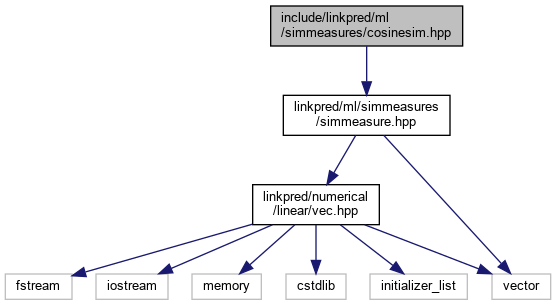 include/linkpred/ml
/simmeasures/cosinesim.hpp
linkpred/ml/simmeasures
/simmeasure.hpp
linkpred/numerical
/linear/vec.hpp
fstream
iostream
memory
cstdlib
initializer_list
vector